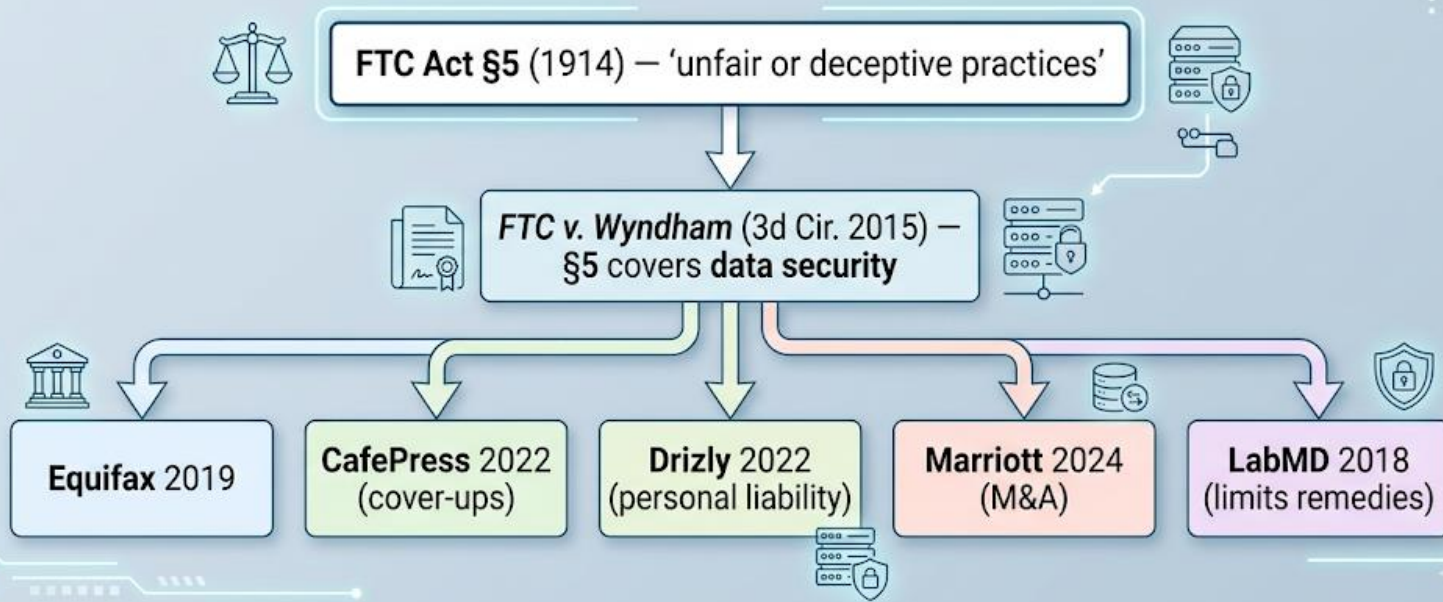 FTC Act §5 (1914) — ‘unfair or deceptive practices’
FTC v. Wyndham (3d Cir. 2015) —
§5 covers data security
Equifax 2019
CafePress 2022
(cover-ups)
Drizly 2022
(personal liability)
Marriott 2024
(M&A)
LabMD 2018
(limits remedies)